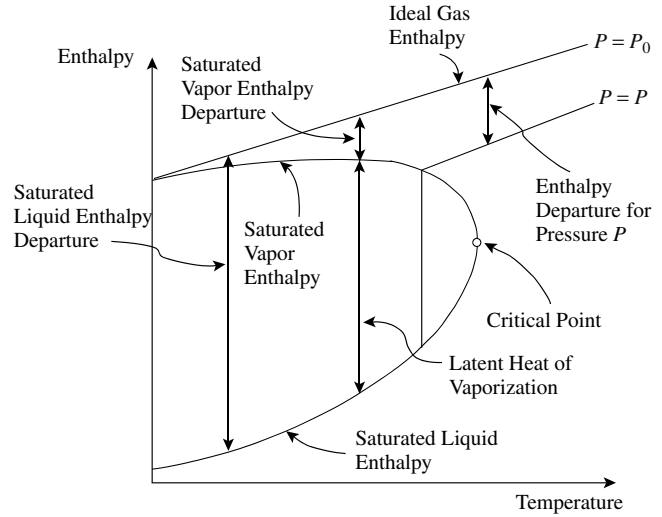 Ideal Gas
Enthalpy
P = P0
Enthalpy
Saturated
Vapor Enthalpy
Departure
P = P
Saturated
Liquid Enthalpy
Departure
Saturated
Vapor
Enthalpy
Enthalpy
Departure for
Pressure P
Critical Point
Latent Heat of
Vaporization
Saturated Liquid
Enthalpy
Temperature